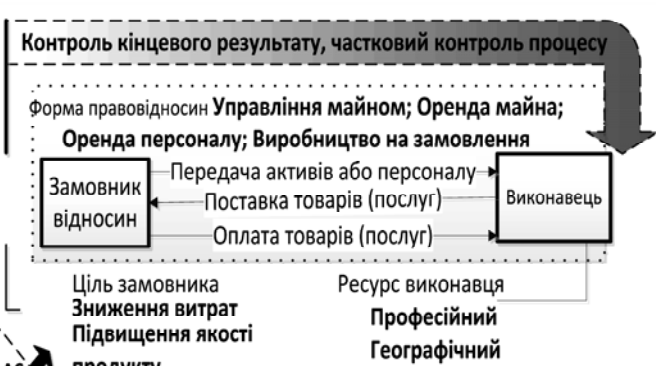 Контроль кінцевого результату, частковий контроль процесу
Форма правовідносин Управління майном; Оренда майна;
Оренда персоналу; Виробництво на замовлення
Передача активів або персоналу
Замовник
відносин
Поставка товарів (послуг)
Виконавець
Оплата товарів (послуг)
Ціль замовника
Зниження витрат
Підвищення якості
продукту
Ресурс виконавця
Професійний
Географічний